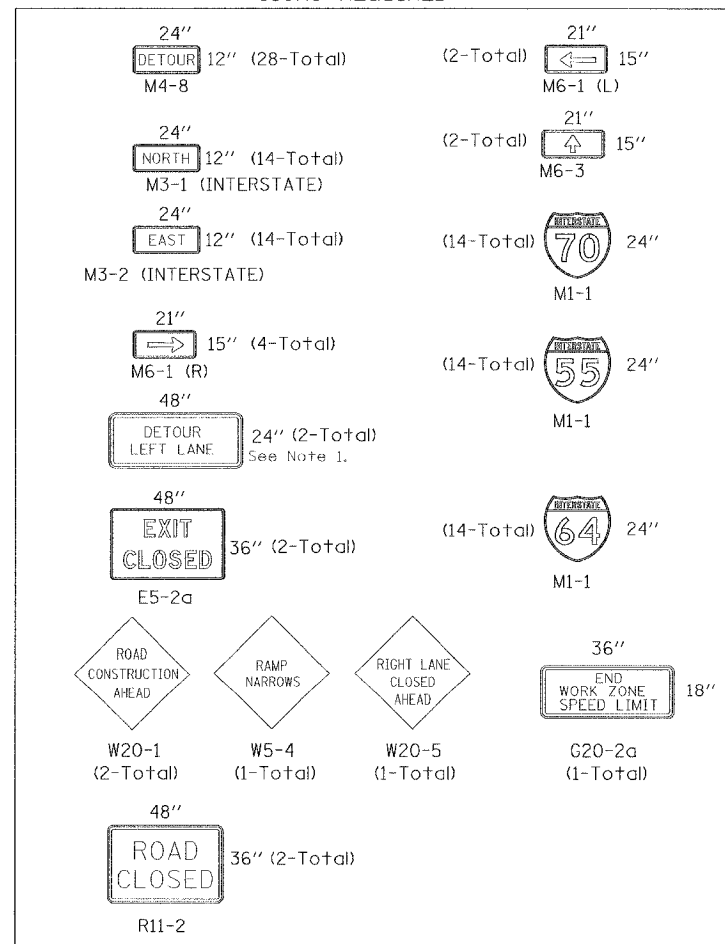 24"
DETOUR 12" (28-Total)
M4-8
24"
NORTH 12" (14-Total)
M3-1 (INTERSTATE)
24"
EAST 12" (14-Total)
M3-2 (INTERSTATE)
21"
15" (4-Total)
M6-1 (R)
48"
DETOUR
LEFT LANE
24" (2-Total)
See Note 1.
48"
EXIT
CLOSED
36" (2-Total)
E5-2a
21"
(2-Total) 15"
M6-1 (L)
21"
(2-Total) 15"
M6-3
INTERSTATE
(14-Total) 70 24"
M1-1
INTERSTATE
(14-Total) 55 24"
M1-1
INTERSTATE
(14-Total) 64 24"
M1-1
ROAD
CONSTRUCTION
AHEAD
W20-1
(2-Total)
RAMP
NARROWS
W5-4
(1-Total)
RIGHT LANE
CLOSED
AHEAD
W20-5
(1-Total)
36"
END
WORK ZONE
SPEED LIMIT
18"
G20-2a
(1-Total)
48"
ROAD
CLOSED
36" (2-Total)
R11-2